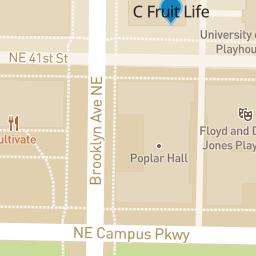 C Fruit Life
University of
Playhou
NE 41st St
Brooklyn Ave NE
ultivate
Floyd and D
Jones Play
Poplar Hall
NE Campus Pkwy